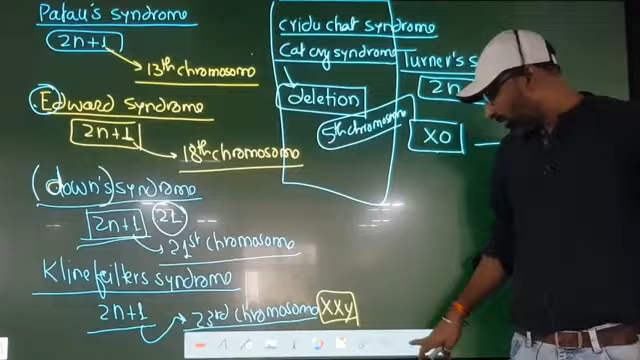 Patau's syndrome
2n+1
13th chromosome
Edward syndrome
2n+1
18th chromosome
(down's) syndrome
2n+1 21
21st chromosome
Klinefeilters syndrome
2n+1
23rd chromosome XXy
cridu chat syndrome
Cat cry syndrome
deletion
5th chromosome
Turner's s
2n
XO